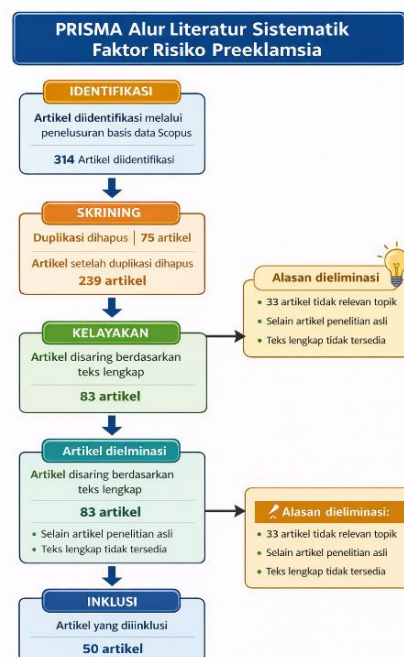 PRISMA Alur Literatur Sistematik
Faktor Risiko Preeklamsia
IDENTIFIKASI
Artikel diidentifikasi melalui
penelusuran basis data Scopus
314 Artikel diidentifikasi
SKRINING
Duplikasi dihapus | 75 artikel
Artikel setelah duplikasi dihapus
239 artikel
Alasan dieliminasi
• 33 artikel tidak relevan topik
• Selain artikel penelitian asli
• Teks lengkap tidak tersedia
KELAYAKAN
Artikel disaring berdasarkan
teks lengkap
83 artikel
Artikel dielminasi
Artikel disaring berdasarkan
teks lengkap
83 artikel
• Selain artikel penelitian asli
• Teks lengkap tidak tersedia
Alasan dieliminasi:
• 33 artikel tidak relevan topik
• Selain artikel penelitian asli
• Teks lengkap tidak tersedia
INKLUSI
Artikel yang diinklusi
50 artikel